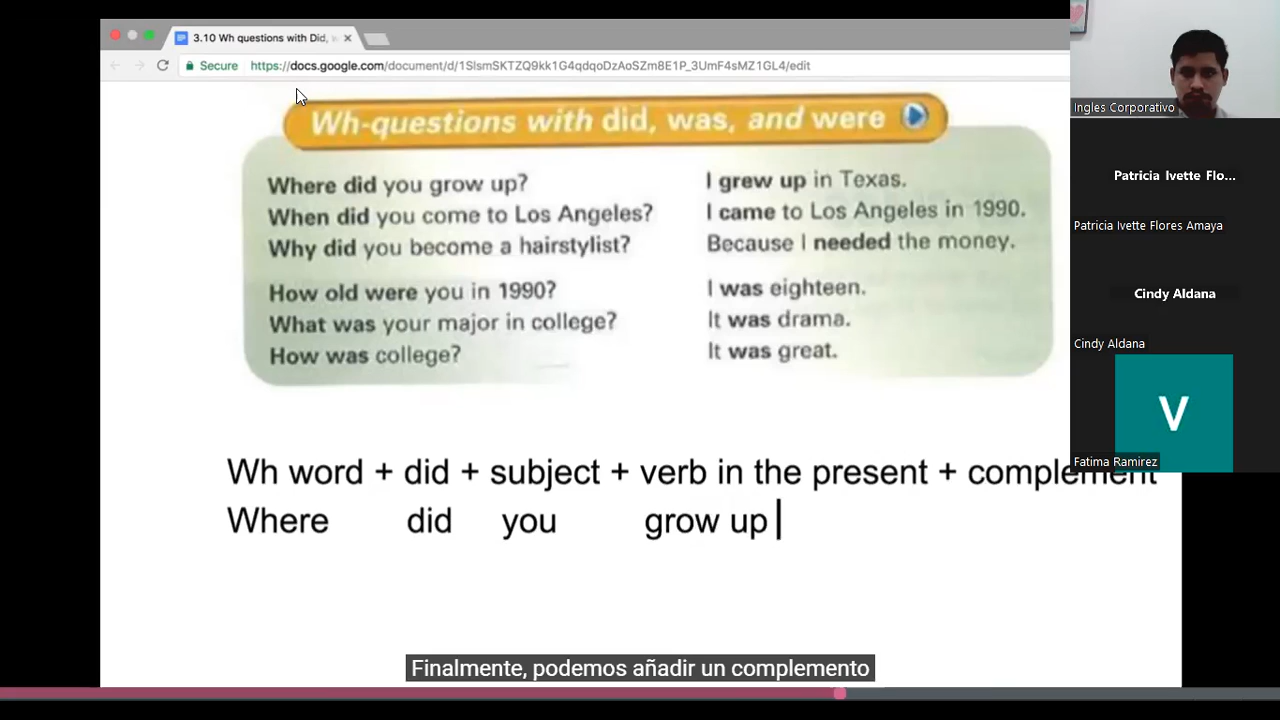 3.10 Wh questions with Did,
Secure
https://docs.google.com/document/d/1SlsmSKTZQ9kk1G4qdqoDzAoSZm8E1P_3UmF4sMZ1GL4/edit
Wh-questions with did, was, and were
Where did you grow up?
I grew up in Texas.
When did you come to Los Angeles?
I came to Los Angeles in 1990.
Why did you become a hairstylist?
Because I needed the money.
How old were you in 1990?
I was eighteen.
What was your major in college?
It was drama.
How was college?
It was great.
Wh word + did + subject + verb in the present + complement
Where did you grow up
Finalmente, podemos añadir un complemento
Ingles Corporativo
Patricia Ivette Flo...
Patricia Ivette Flores Amaya
Cindy Aldana
Cindy Aldana
V
Fatima Ramirez